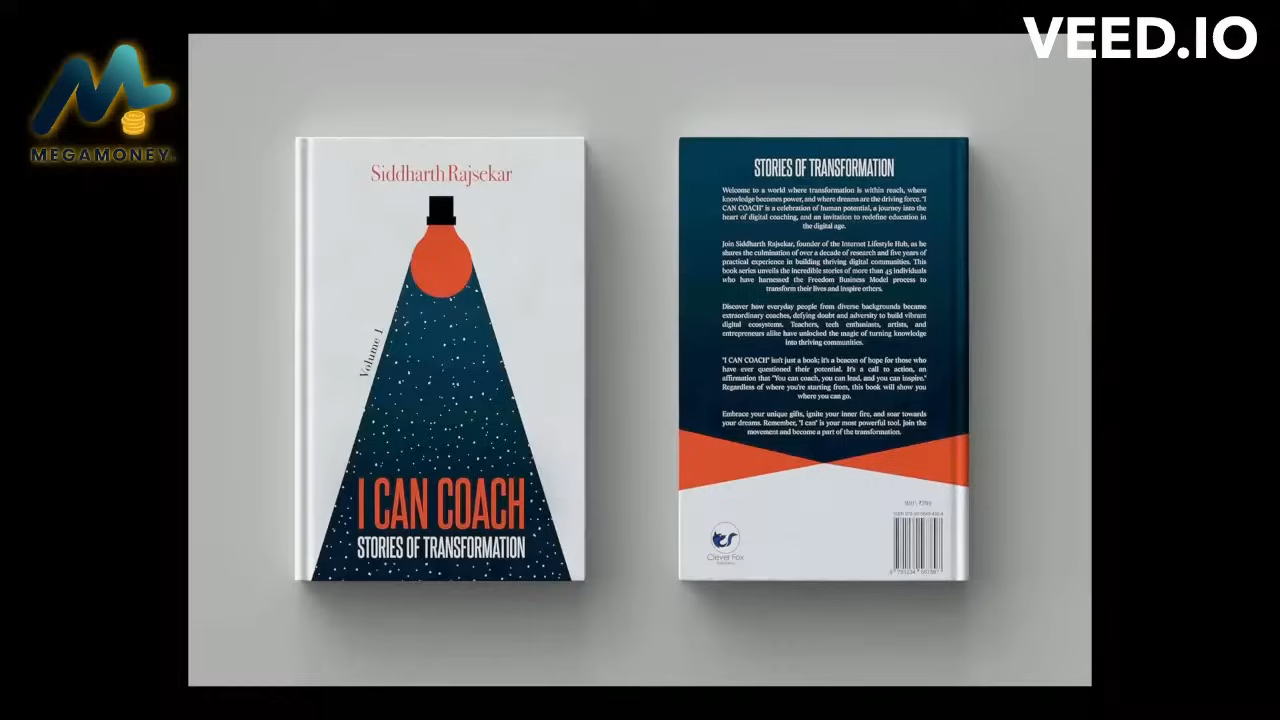 MEGAMONEY
VEED.IO
Siddharth Rajsekar
Volume 1
I CAN COACH
STORIES OF TRANSFORMATION
STORIES OF TRANSFORMATION
Welcome to a world where transformation is within reach, where
knowledge becomes power, and where dreams are the driving force. "I
CAN COACH" is a celebration of human potential, a journey into the
heart of digital coaching, and an invitation to redefine education in
the digital age.
Join Siddharth Rajsekar, founder of the Internet Lifestyle Hub, as he
shares the culmination of over a decade of research and five years of
practical experience in building thriving digital communities. This
book series unveils the incredible stories of more than 45 individuals
who have harnessed the Freedom Business Model process to
transform their lives and inspire others.
Discover how everyday people from diverse backgrounds became
extraordinary coaches, defying doubt and adversity to build vibrant
digital ecosystems. Teachers, tech enthusiasts, artists, and
entrepreneurs alike have unlocked the magic of turning knowledge
into thriving communities.
"I CAN COACH" isn't just a book; it's a beacon of hope for those who
have ever questioned their potential. It's a call to action, an
affirmation that "You can coach, you can lead, and you can inspire."
Regardless of where you're starting from, this book will show you
where you can go.
Embrace your unique gifts, ignite your inner fire, and soar towards
your dreams. Remember, "I can" is your most powerful tool. Join the
movement and become a part of the transformation.
Clever Fox